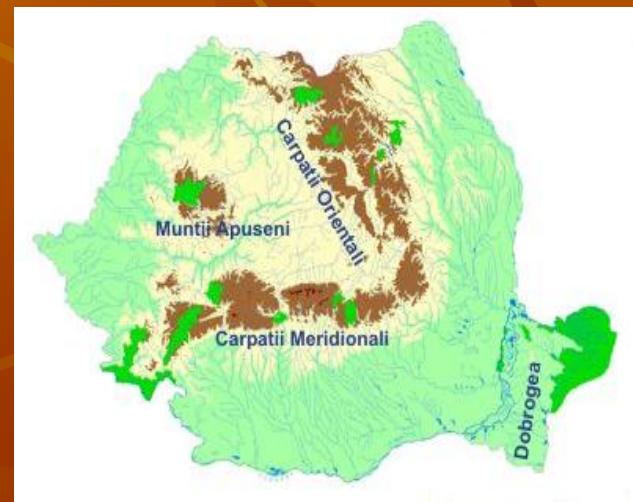 Carpatii Orientali
Muntii Apuseni
Carpatii Meridionali
Dobrogea